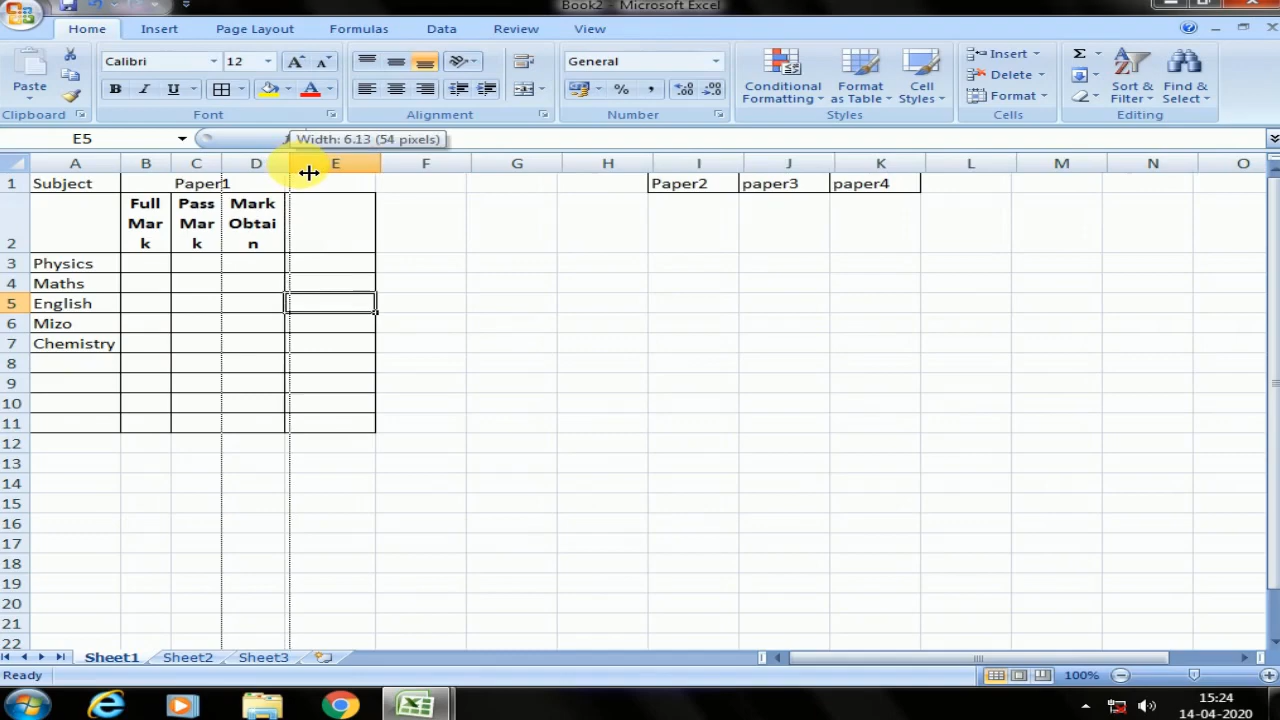 Book2 - Microsoft Excel
Home Insert Page Layout Formulas Data Review View
Calibri 12 General Insert
Paste Conditional Formatting Format as Table Cell Styles Delete Sort & Filter Find & Select
Format
Clipboard Font Alignment Number Styles Cells Editing
E5 Width: 6.13 (54 pixels)
A B C D E F G H I J K L M N O
1 Subject Paper1 Paper2 paper3 paper4
2 Full Mark Pass Mark Mark Obtain
3 Physics
4 Maths
5 English
6 Mizo
7 Chemistry
8
9
10
11
12
13
14
15
16
17
18
19
20
21
22
Sheet1 Sheet2 Sheet3
Ready 100%
15:24
14-04-2020